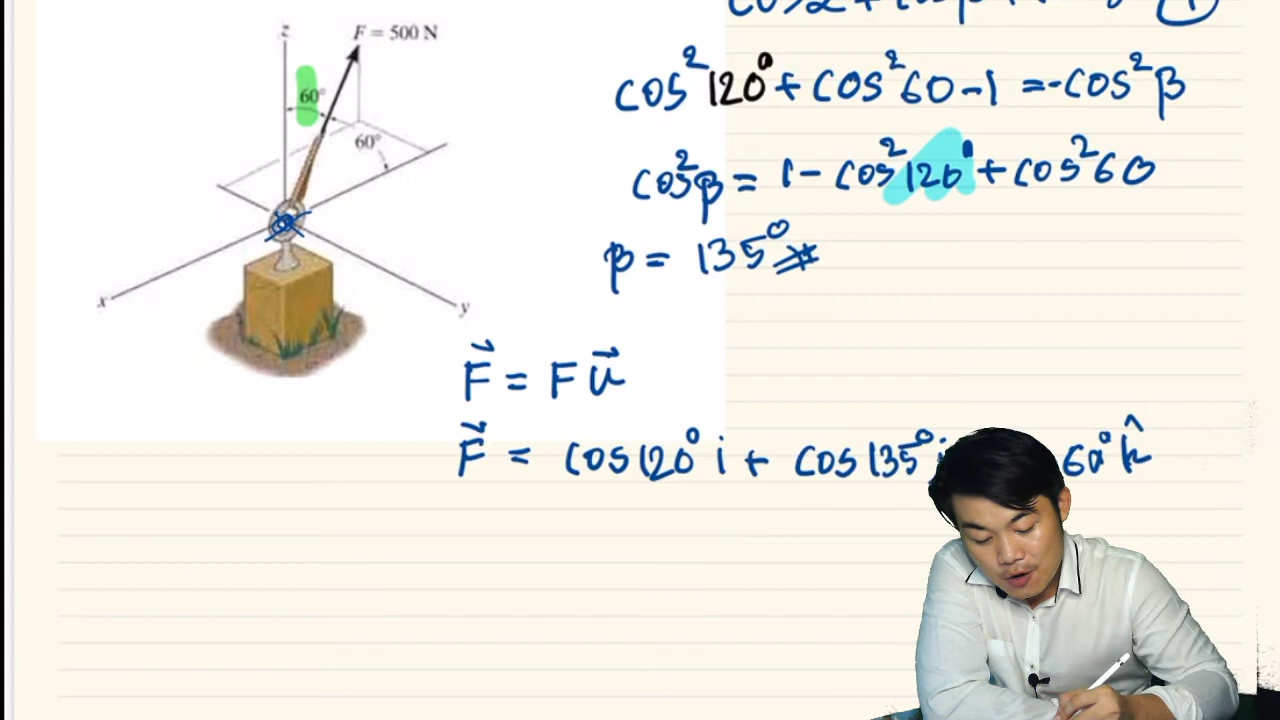 z
F = 500 N
60°
60°
x
y
cos²120° + cos²60 - 1 = -cos²β
cos²β = 1 - cos²120° + cos²60
β = 135°
F⃗ = F u⃗
F⃗ = cos120° i + cos135° 60° k̂